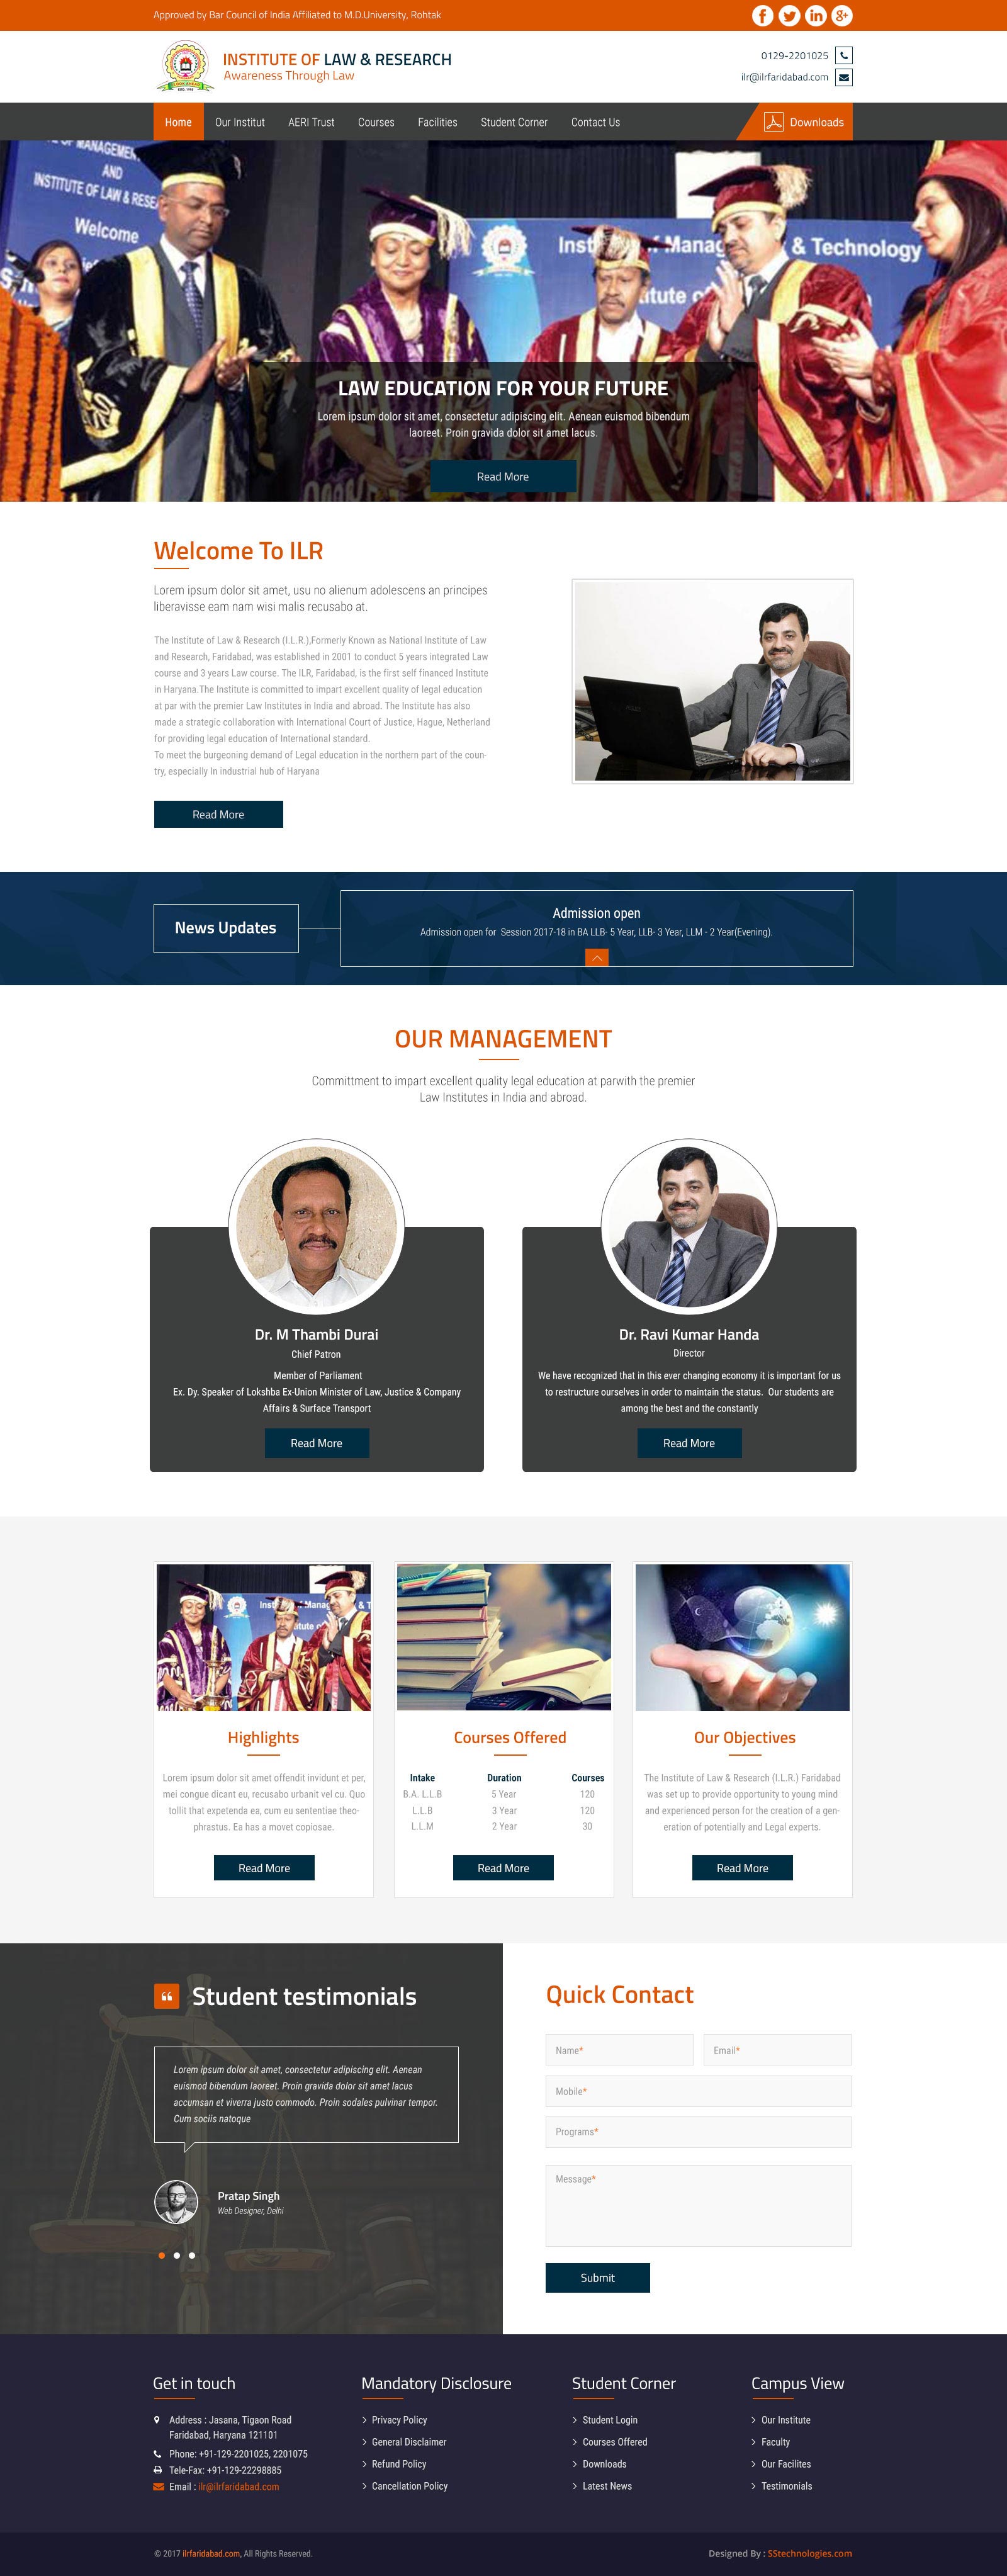 Approved by Bar Council of India Affiliated to M.D.University, Rohtak
INSTITUTE OF LAW & RESEARCH
Awareness Through Law
0129-2201025
ilr@ilrfaridabad.com
Home
Our Institut
AERI Trust
Courses
Facilities
Student Corner
Contact Us
Downloads
AND
INSTITUTE OF LAW & RESEA
Welcome
& Technology
LAW EDUCATION FOR YOUR FUTURE
Lorem ipsum dolor sit amet, consectetur adipiscing elit. Aenean euismod bibendum
laoreet. Proin gravida dolor sit amet lacus.
Read More
Welcome To ILR
Lorem ipsum dolor sit amet, usu no alienum adolescens an principes
liberavisse eam nam wisi malis recusabo at.
The Institute of Law & Research (I.L.R.),Formerly Known as National Institute of Law
and Research, Faridabad, was established in 2001 to conduct 5 years integrated Law
course and 3 years Law course. The ILR, Faridabad, is the first self financed Institute
in Haryana.The Institute is committed to impart excellent quality of legal education
at par with the premier Law Institutes in India and abroad. The Institute has also
made a strategic collaboration with International Court of Justice, Hague, Netherland
for providing legal education of International standard.
To meet the burgeoning demand of Legal education in the northern part of the coun-
try, especially In industrial hub of Haryana
Read More
News Updates
Admission open
Admission open for Session 2017-18 in BA LLB- 5 Year, LLB- 3 Year, LLM - 2 Year(Evening).
OUR MANAGEMENT
Committment to impart excellent quality legal education at parwith the premier
Law Institutes in India and abroad.
Dr. M Thambi Durai
Chief Patron
Member of Parliament
Ex. Dy. Speaker of Lokshba Ex-Union Minister of Law, Justice & Company
Affairs & Surface Transport
Read More
Dr. Ravi Kumar Handa
Director
We have recognized that in this ever changing economy it is important for us
to restructure ourselves in order to maintain the status. Our students are
among the best and the constantly
Read More
Highlights
Lorem ipsum dolor sit amet offendit invidunt et per,
mei congue dicant eu, recusabo urbanit vel cu. Quo
tollit that expetenda ea, cum eu sententiae theo-
phrastus. Ea has a movet copiosae.
Read More
Courses Offered
Intake Duration Courses
B.A. L.L.B 5 Year 120
L.L.B 3 Year 120
L.L.M 2 Year 30
Read More
Our Objectives
The Institute of Law & Research (I.L.R.) Faridabad
was set up to provide opportunity to young mind
and experienced person for the creation of a gen-
eration of potentially and Legal experts.
Read More
Student testimonials
Lorem ipsum dolor sit amet, consectetur adipiscing elit. Aenean
euismod bibendum laoreet. Proin gravida dolor sit amet lacus
accumsan et viverra justo commodo. Proin sodales pulvinar tempor.
Cum sociis natoque
Pratap Singh
Web Designer, Delhi
Quick Contact
Name*
Email*
Mobile*
Programs*
Message*
Submit
Get in touch
Address : Jasana, Tigaon Road
Faridabad, Haryana 121101
Phone: +91-129-2201025, 2201075
Tele-Fax: +91-129-22298885
Email : ilr@ilrfaridabad.com
Mandatory Disclosure
Privacy Policy
General Disclaimer
Refund Policy
Cancellation Policy
Student Corner
Student Login
Courses Offered
Downloads
Latest News
Campus View
Our Institute
Faculty
Our Facilites
Testimonials
© 2017 ilrfaridabad.com, All Rights Reserved.
Designed By : SStechnologies.com